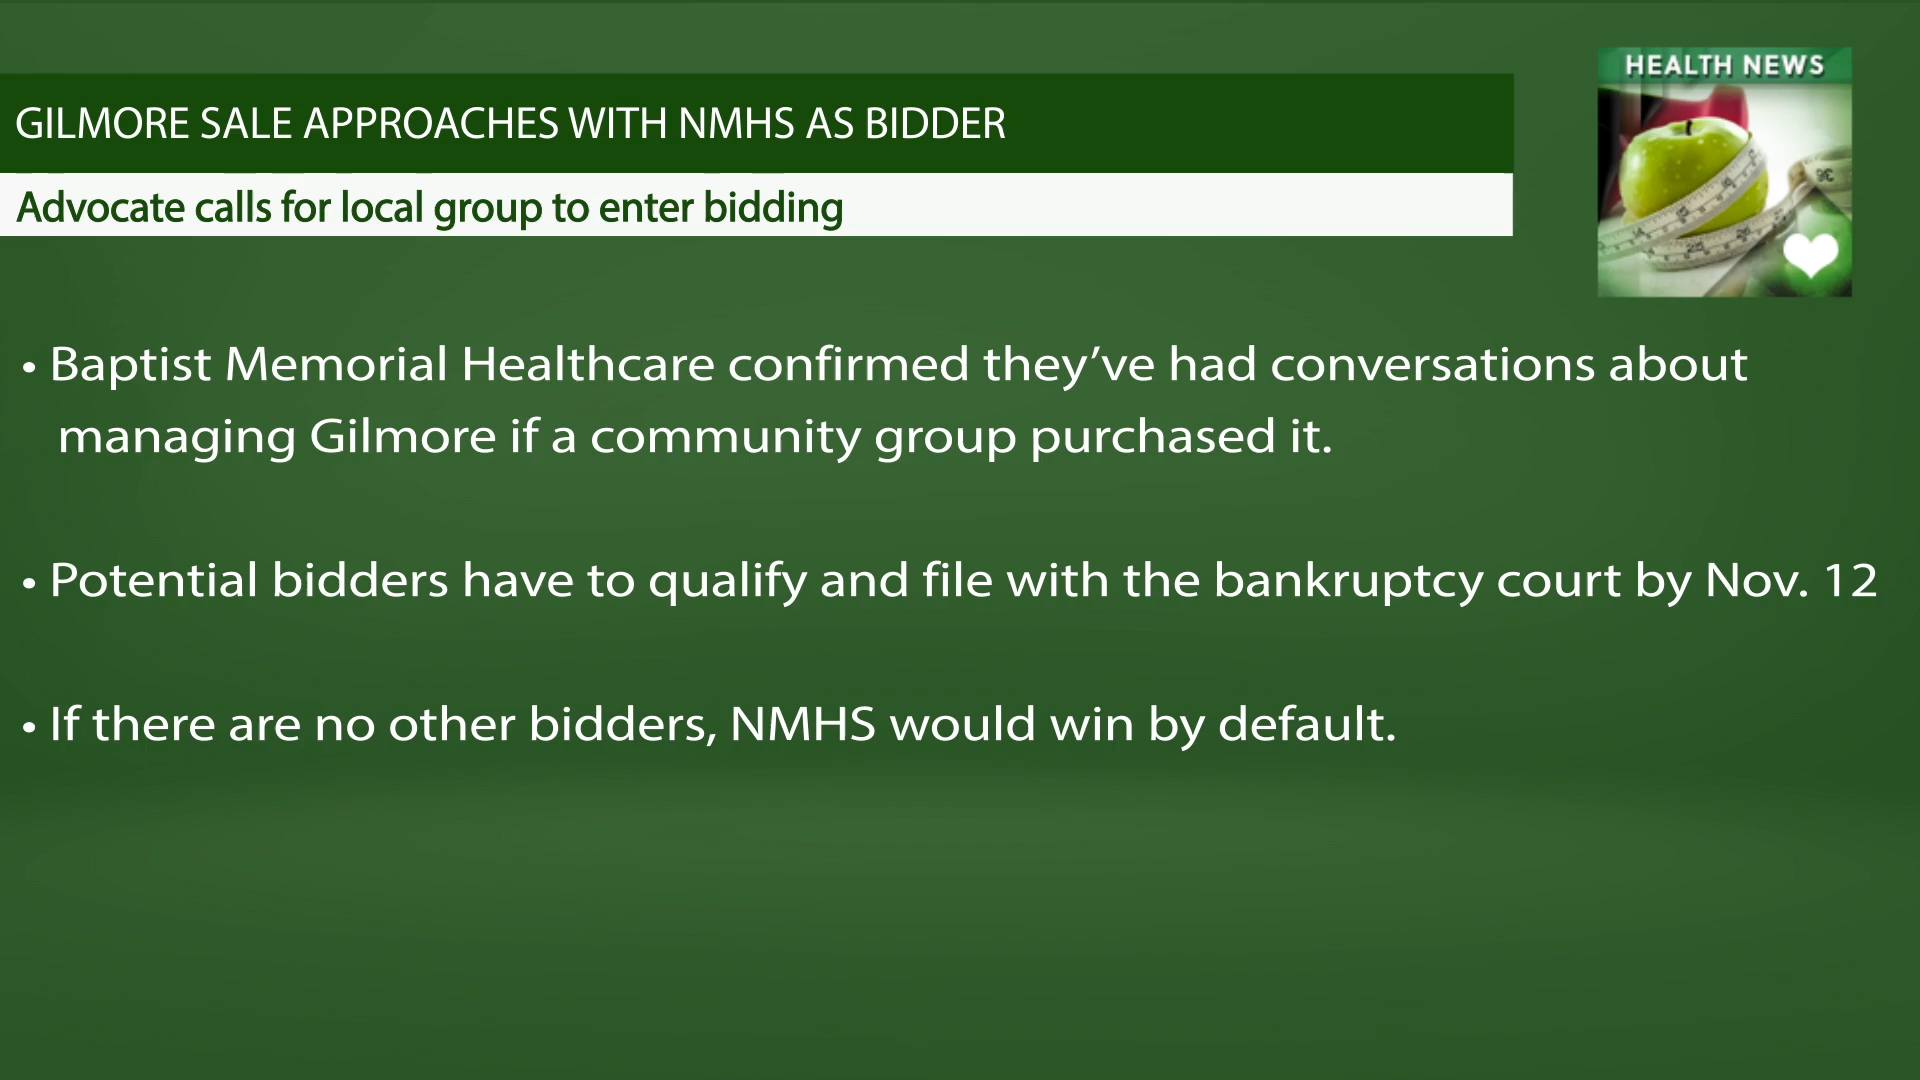 HEALTH NEWS
GILMORE SALE APPROACHES WITH NMHS AS BIDDER
Advocate calls for local group to enter bidding
• Baptist Memorial Healthcare confirmed they’ve had conversations about
managing Gilmore if a community group purchased it.
• Potential bidders have to qualify and file with the bankruptcy court by Nov. 12
• If there are no other bidders, NMHS would win by default.